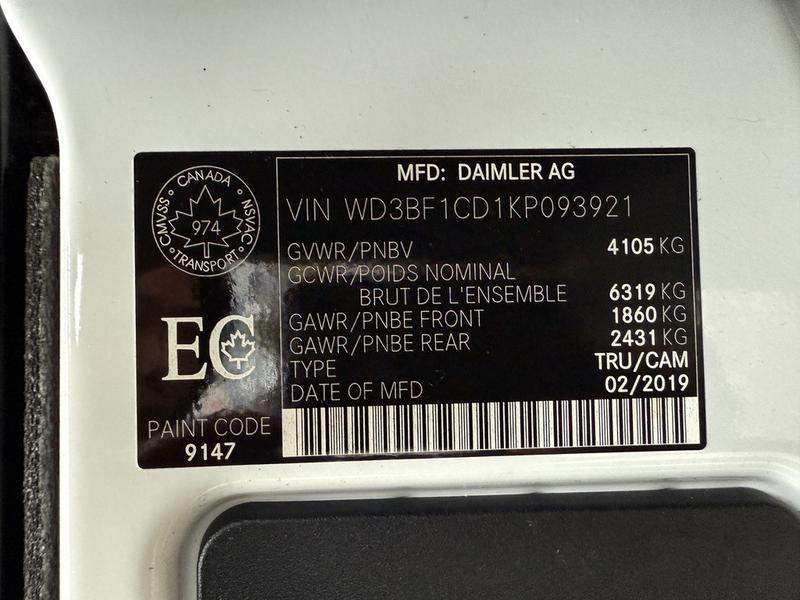 MFD: DAIMLER AG
CANADA
CMVSS NSVAC
974
TRANSPORT
VIN WD3BF1CD1KP093921
GVWR/PNBV 4105 KG
GCWR/POIDS NOMINAL
BRUT DE L'ENSEMBLE 6319 KG
GAWR/PNBE FRONT 1860 KG
GAWR/PNBE REAR 2431 KG
TYPE TRU/CAM
DATE OF MFD 02/2019
EC
PAINT CODE
9147